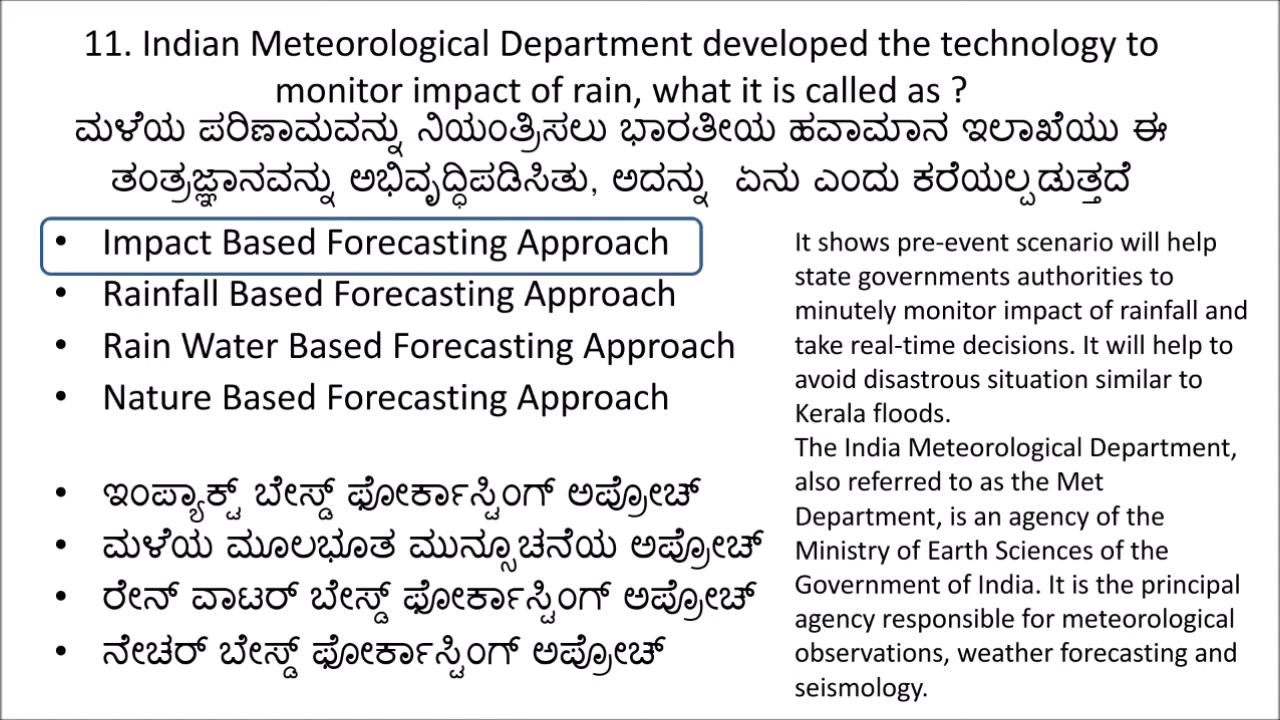 11. Indian Meteorological Department developed the technology to
monitor impact of rain, what it is called as ?
ಮಳೆಯ ಪರಿಣಾಮವನ್ನು ನಿಯಂತ್ರಿಸಲು ಭಾರತೀಯ ಹವಾಮಾನ ಇಲಾಖೆಯು ಈ
ತಂತ್ರಜ್ಞಾನವನ್ನು ಅಭಿವೃದ್ಧಿಪಡಿಸಿತು, ಅದನ್ನು ಏನು ಎಂದು ಕರೆಯಲ್ಪಡುತ್ತದೆ
• Impact Based Forecasting Approach
• Rainfall Based Forecasting Approach
• Rain Water Based Forecasting Approach
• Nature Based Forecasting Approach
• ಇಂಪ್ಯಾಕ್ಟ್ ಬೇಸ್ಡ್ ಫೋರ್ಕಾಸ್ಟಿಂಗ್ ಅಪ್ರೋಚ್
• ಮಳೆಯ ಮೂಲಭೂತ ಮುನ್ಸೂಚನೆಯ ಅಪ್ರೋಚ್
• ರೇನ್ ವಾಟರ್ ಬೇಸ್ಡ್ ಫೋರ್ಕಾಸ್ಟಿಂಗ್ ಅಪ್ರೋಚ್
• ನೇಚರ್ ಬೇಸ್ಡ್ ಫೋರ್ಕಾಸ್ಟಿಂಗ್ ಅಪ್ರೋಚ್
It shows pre-event scenario will help
state governments authorities to
minutely monitor impact of rainfall and
take real-time decisions. It will help to
avoid disastrous situation similar to
Kerala floods.
The India Meteorological Department,
also referred to as the Met
Department, is an agency of the
Ministry of Earth Sciences of the
Government of India. It is the principal
agency responsible for meteorological
observations, weather forecasting and
seismology.